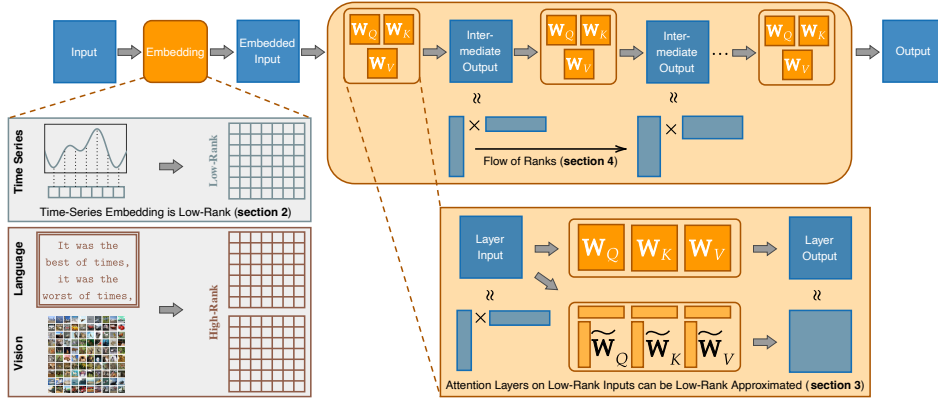 Input
Embedding
Embedded
Input
W_Q W_K
W_V
Inter-
mediate
Output
W_Q W_K
W_V
Inter-
mediate
Output
...
W_Q W_K
W_V
Output
≈
≈
×
×
Flow of Ranks (section 4)
Time Series
Low-Rank
Time-Series Embedding is Low-Rank (section 2)
Language
It was the
best of times,
it was the
worst of times,
Vision
High-Rank
Layer
Input
W_Q W_K W_V
Layer
Output
≈
≈
×
W̃_Q W̃_K W̃_V
Attention Layers on Low-Rank Inputs can be Low-Rank Approximated (section 3)